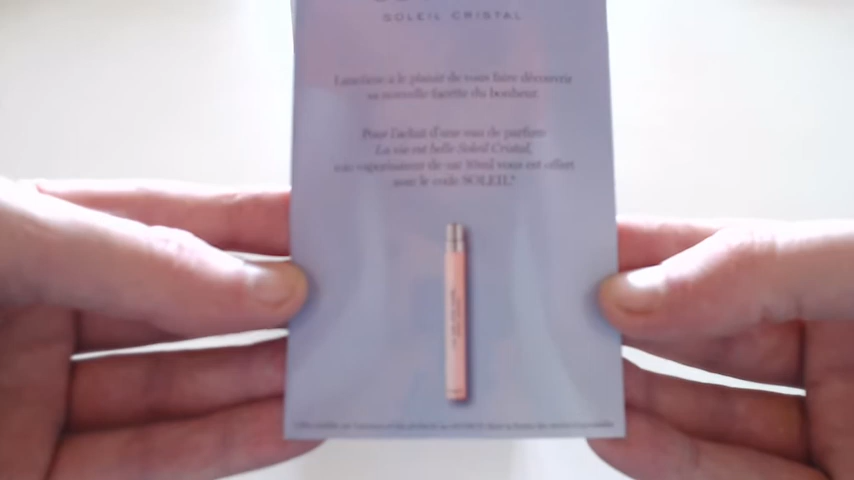 SOLEIL CRISTAL
Lancôme a le plaisir de vous faire découvrir
sa nouvelle facette du bonheur.
Pour l'achat d'une eau de parfum
La vie est belle Soleil Cristal,
un vaporisateur de sac 10ml vous est offert
avec le code SOLEIL*